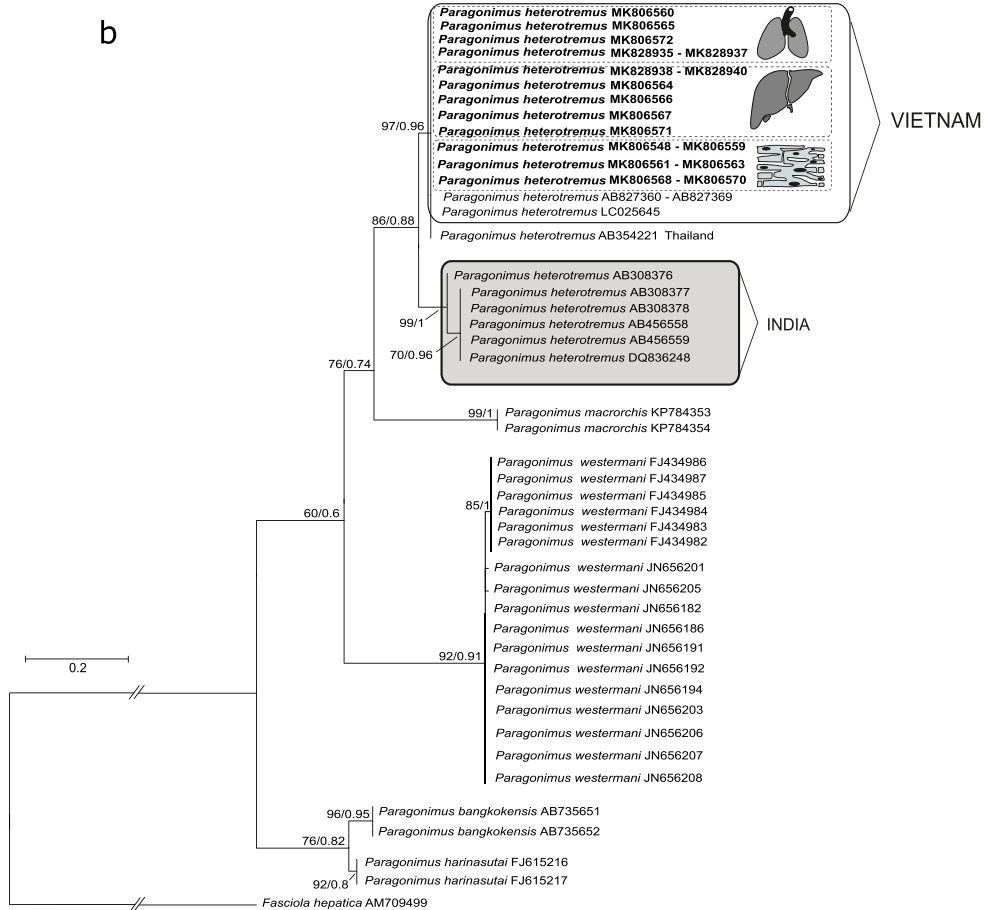 b
Paragonimus heterotremus MK806560
Paragonimus heterotremus MK806565
Paragonimus heterotremus MK806572
Paragonimus heterotremus MK828935 - MK828937
Paragonimus heterotremus MK828938 - MK828940
Paragonimus heterotremus MK806564
Paragonimus heterotremus MK806566
Paragonimus heterotremus MK806567
Paragonimus heterotremus MK806571
Paragonimus heterotremus MK806548 - MK806559
Paragonimus heterotremus MK806561 - MK806563
Paragonimus heterotremus MK806568 - MK806570
Paragonimus heterotremus AB827360 - AB827369
Paragonimus heterotremus LC025645
VIETNAM
97/0.96
86/0.88
Paragonimus heterotremus AB354221 Thailand
Paragonimus heterotremus AB308376
Paragonimus heterotremus AB308377
Paragonimus heterotremus AB308378
Paragonimus heterotremus AB456558
Paragonimus heterotremus AB456559
Paragonimus heterotremus DQ836248
INDIA
99/1
70/0.96
76/0.74
99/1
Paragonimus macrorchis KP784353
Paragonimus macrorchis KP784354
Paragonimus westermani FJ434986
Paragonimus westermani FJ434987
Paragonimus westermani FJ434985
Paragonimus westermani FJ434984
Paragonimus westermani FJ434983
Paragonimus westermani FJ434982
85/1
60/0.6
Paragonimus westermani JN656201
Paragonimus westermani JN656205
Paragonimus westermani JN656182
Paragonimus westermani JN656186
Paragonimus westermani JN656191
Paragonimus westermani JN656192
Paragonimus westermani JN656194
Paragonimus westermani JN656203
Paragonimus westermani JN656206
Paragonimus westermani JN656207
Paragonimus westermani JN656208
92/0.91
0.2
96/0.95
Paragonimus bangkokensis AB735651
Paragonimus bangkokensis AB735652
76/0.82
Paragonimus harinasutai FJ615216
Paragonimus harinasutai FJ615217
92/0.8
Fasciola hepatica AM709499